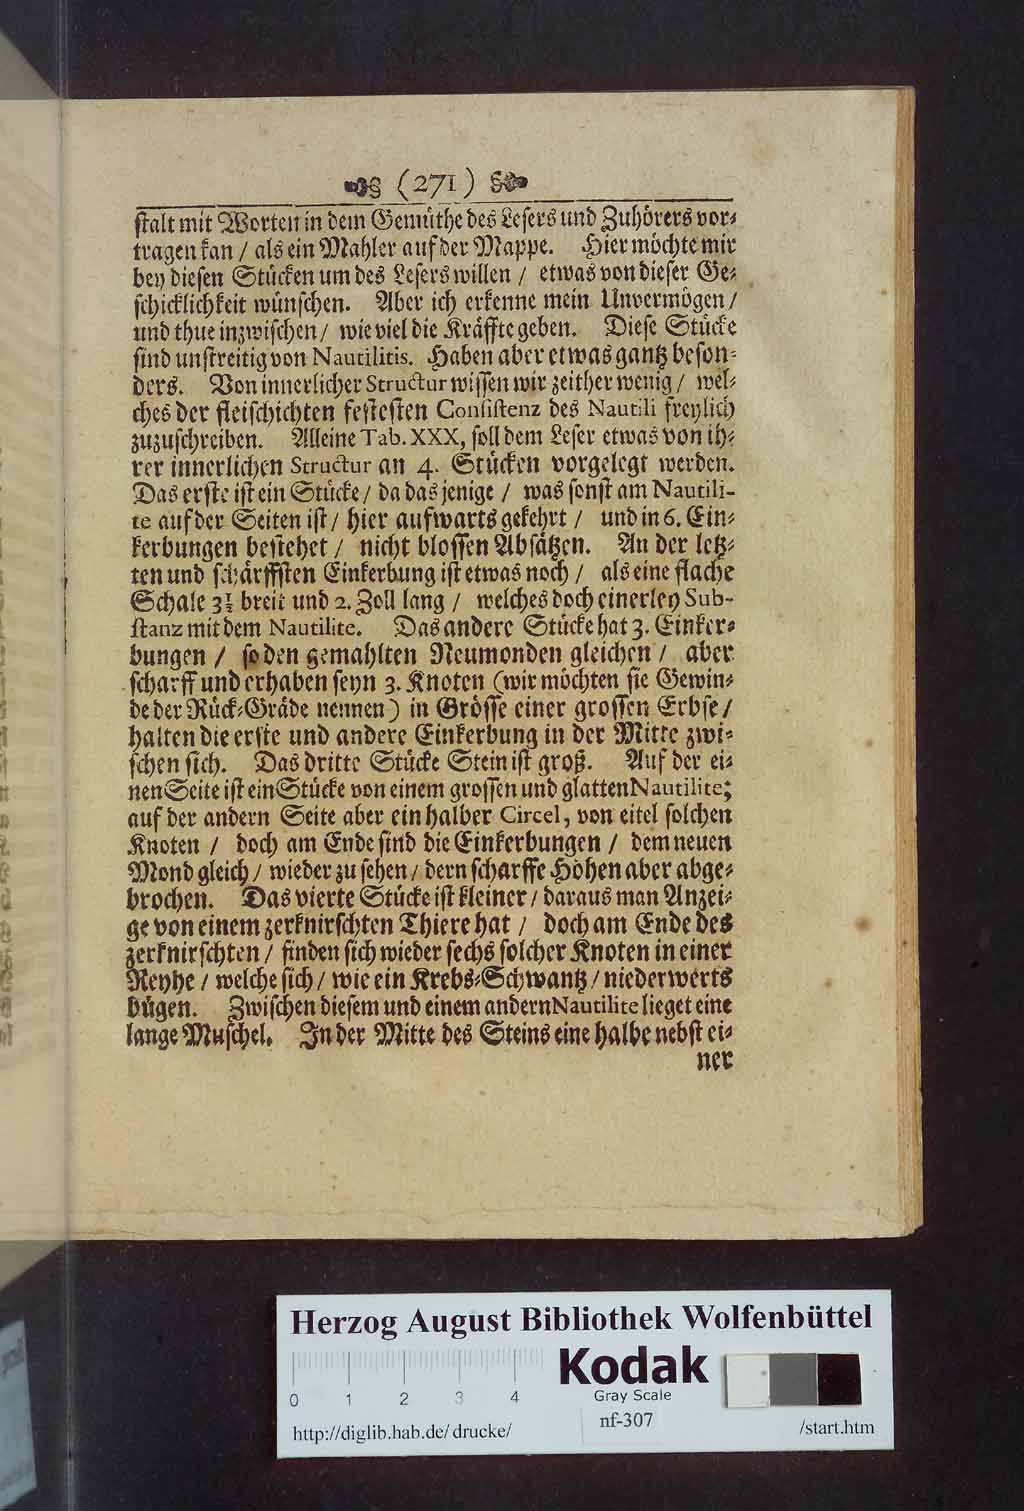 (271)
stalt mit Worten in dem Gemüthe des Lesers und Zuhörers vor-
tragen kan / als ein Mahler auf der Mappe. Hier möchte mir
bey diesen Stücken um des Lesers willen / etwas von dieser Ge-
schicklichkeit wünschen. Aber ich erkenne mein Unvermögen /
und thue inzwischen / wie viel die Kräffte geben. Diese Stücke
sind unstreitig von Nautilitis. Haben aber etwas gantz beson-
ders. Von innerlicher Structur wissen wir zeither wenig / wel-
ches der fleischichten festesten Consistenz des Nautili freylich
zuzuschreiben. Alleine Tab. XXX, soll dem Leser etwas von ih-
rer innerlichen Structur an 4. Stücken vorgelegt werden.
Das erste ist ein Stücke / da das jenige / was sonst am Nautili-
te auf der Seiten ist / hier aufwarts gekehrt / und in 6. Ein-
kerbungen bestehet / nicht blossen Absätzen. An der letz-
ten und schärffsten Einkerbung ist etwas noch / als eine flache
Schale 3½ breit und 2. Zoll lang / welches doch einerley Sub-
stanz mit dem Nautilite. Das andere Stücke hat 3. Einker-
bungen / so den gemahlten Neumonden gleichen / aber
scharff und erhaben seyn 3. Knoten (wir möchten sie Gewin-
de der Rück-Gräde nennen) in Grösse einer grossen Erbse /
halten die erste und andere Einkerbung in der Mitte zwi-
schen sich. Das dritte Stücke Stein ist groß. Auf der ei-
nen Seite ist ein Stücke von einem grossen und glatten Nautilite;
auf der andern Seite aber ein halber Circel, von eitel solchen
Knoten / doch am Ende sind die Einkerbungen / dem neuen
Mond gleich / wieder zu sehen / dern scharffe Höhen aber abge-
brochen. Das vierte Stücke ist kleiner / daraus man Anzei-
ge von einem zerknirschten Thiere hat / doch am Ende des
zerknirschten / finden sich wieder sechs solcher Knoten in einer
Reyhe / welche sich / wie ein Krebs-Schwantz / niederwerts
bügen. Zwischen diesem und einem andern Nautilite lieget eine
lange Muschel. In der Mitte des Steins eine halbe nebst ei-
ner
Herzog August Bibliothek Wolfenbüttel
Kodak
Gray Scale
0 1 2 3 4
nf-307
http://diglib.hab.de/drucke/
/start.htm